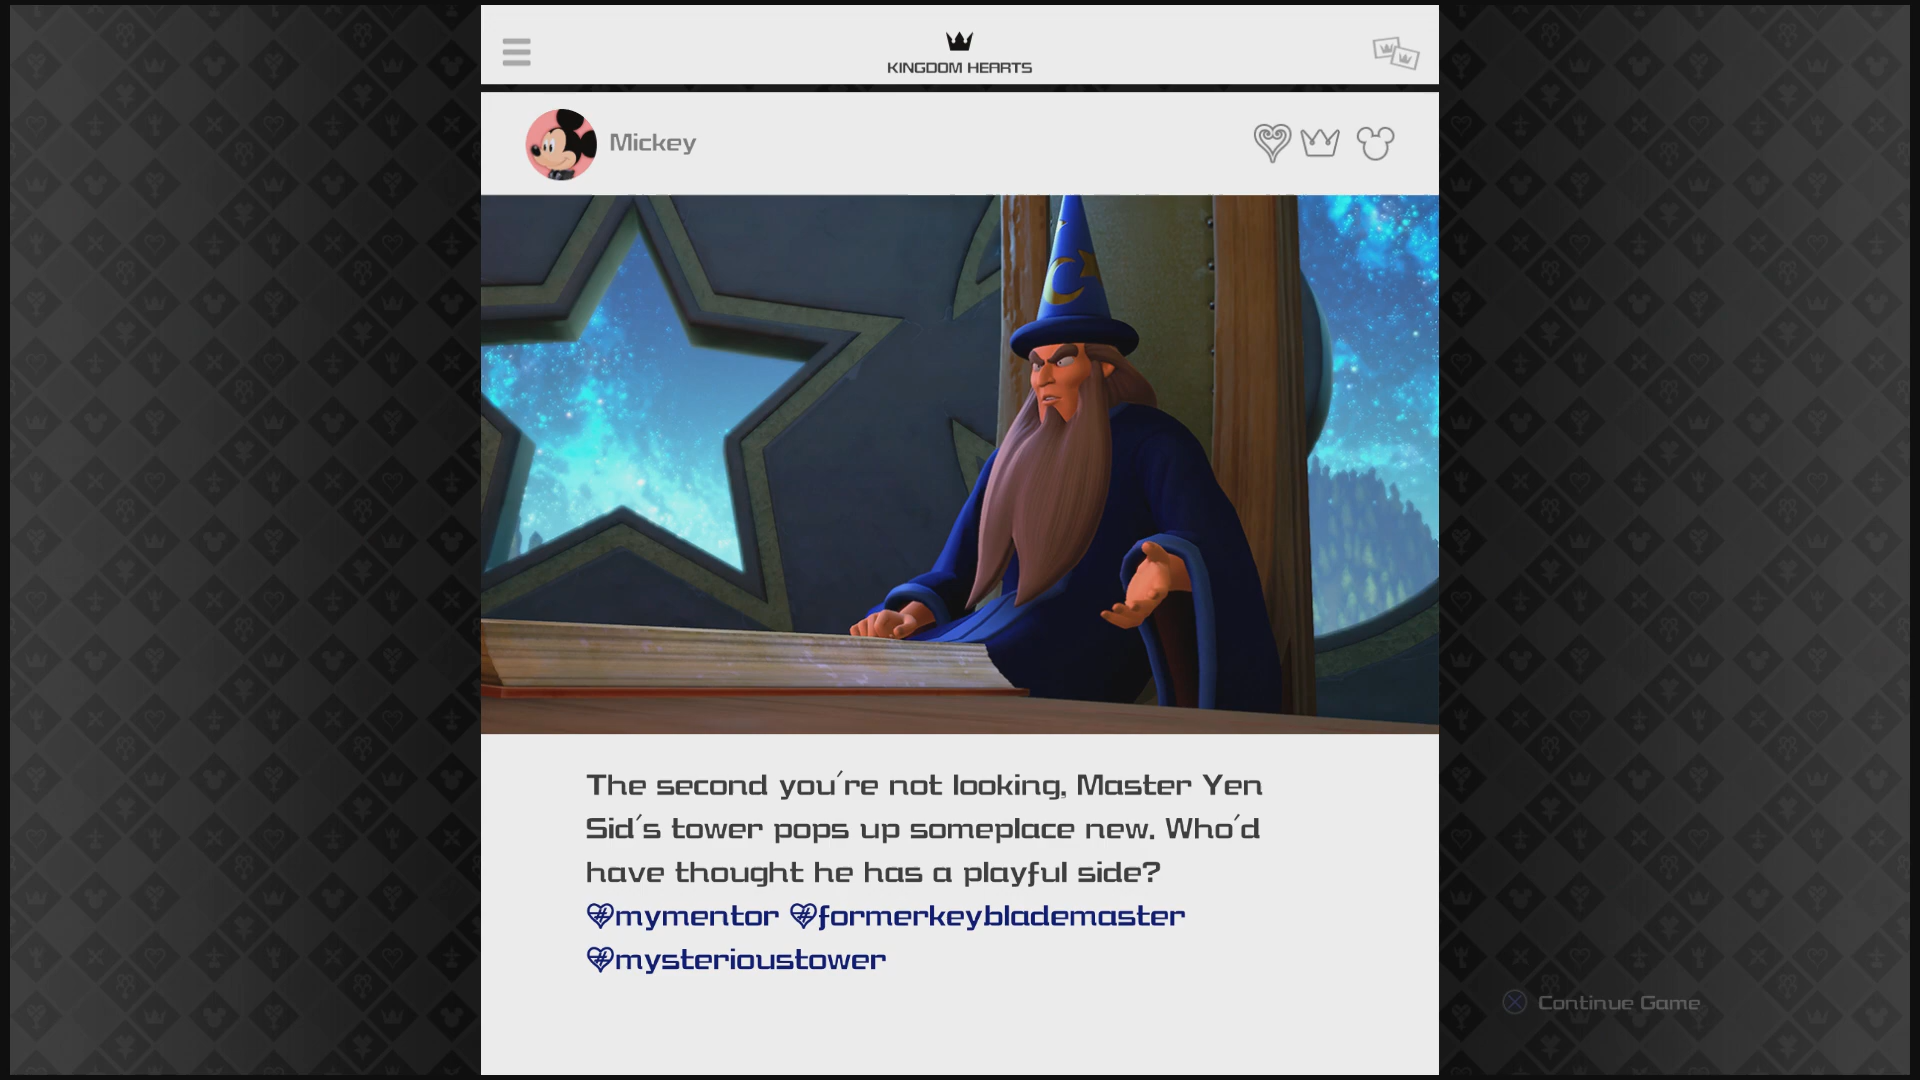 KINGDOM HEARTS
Mickey
The second you're not looking, Master Yen
Sid's tower pops up someplace new. Who'd
have thought he has a playful side?
#mymentor #formerkeyblademaster
#mysterioustower
Continue Game